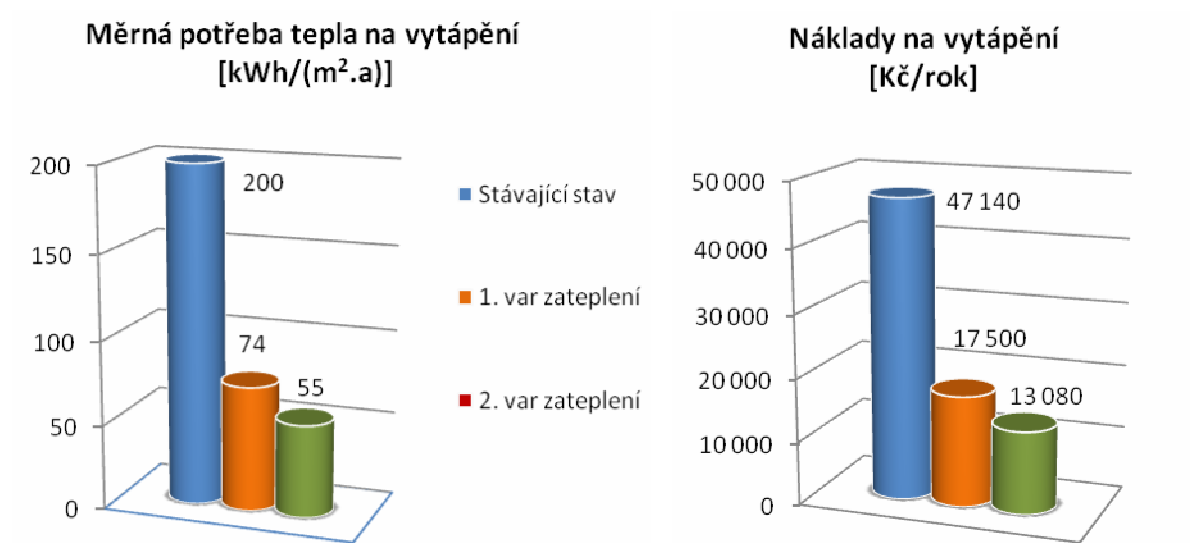 Měrná potřeba tepla na vytápění
[kWh/(m².a)]
200
150
100
50
0
200
74
55
Stávající stav
1. var zateplení
2. var zateplení
Náklady na vytápění
[Kč/rok]
50 000
40 000
30 000
20 000
10 000
0
47 140
17 500
13 080